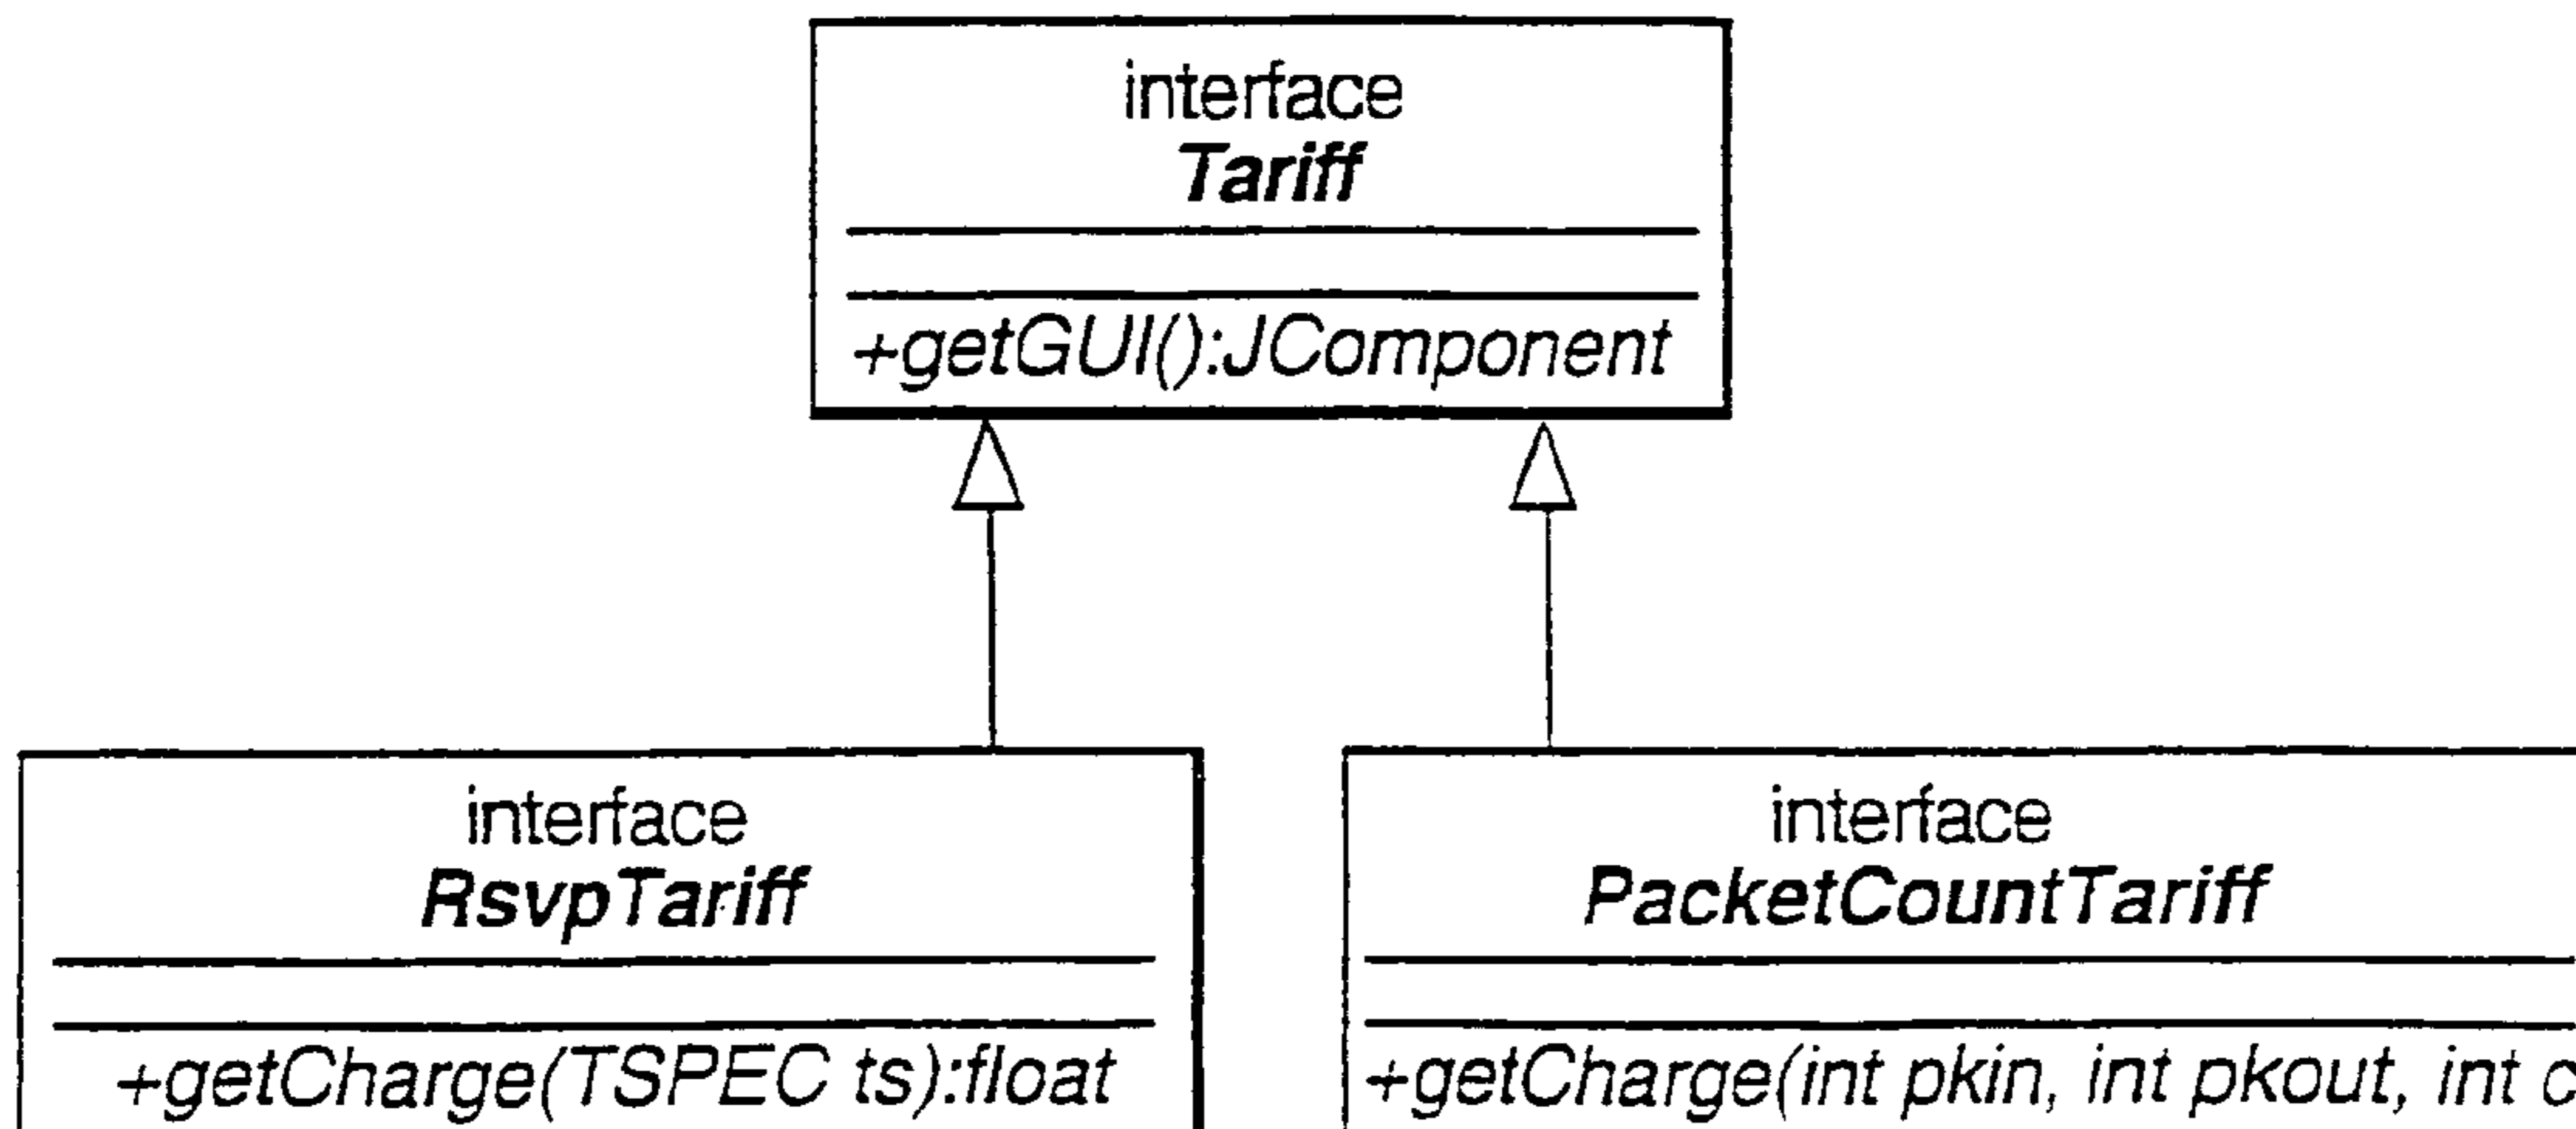 interface
Tariff
+getGUI():JComponent
interface
RsvpTariff
+getCharge(TSPEC ts):float
interface
PacketCountTariff
+getCharge(int pkin, int pkout, int